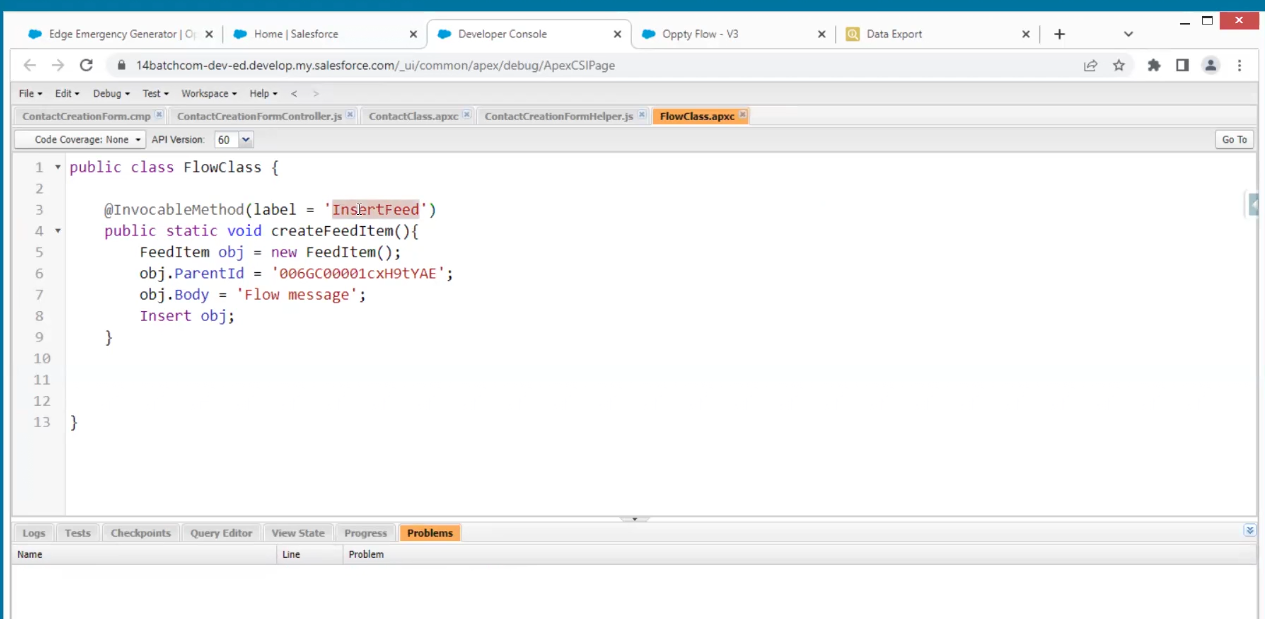 Edge Emergency Generator | O
Home | Salesforce
Developer Console
Oppty Flow - V3
Data Export
14batchcom-dev-ed.develop.my.salesforce.com/_ui/common/apex/debug/ApexCSIPage
File Edit Debug Test Workspace Help < >
ContactCreationForm.cmp ContactCreationFormController.js ContactClass.apxc ContactCreationFormHelper.js FlowClass.apxc
Code Coverage: None API Version: 60 Go To
1 public class FlowClass {
2
3 @InvocableMethod(label = 'InsertFeed')
4 public static void createFeedItem(){
5 FeedItem obj = new FeedItem();
6 obj.ParentId = '006GC00001cxH9tYAE';
7 obj.Body = 'Flow message';
8 Insert obj;
9 }
10
11
12
13 }
Logs Tests Checkpoints Query Editor View State Progress Problems
Name Line Problem